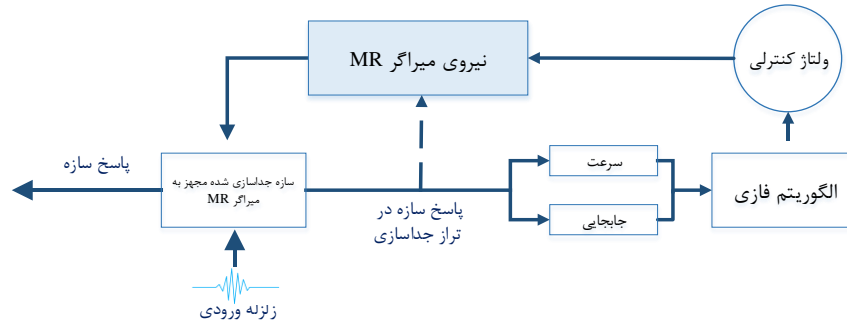 نیروی میراگر MR
ولتاژ کنترلی
پاسخ سازه
سازه جداسازی شده مجهز به
میراگر MR
سرعت
جابجایی
الگوریتم فازی
پاسخ سازه در
تراز جداسازی
زلزله ورودی